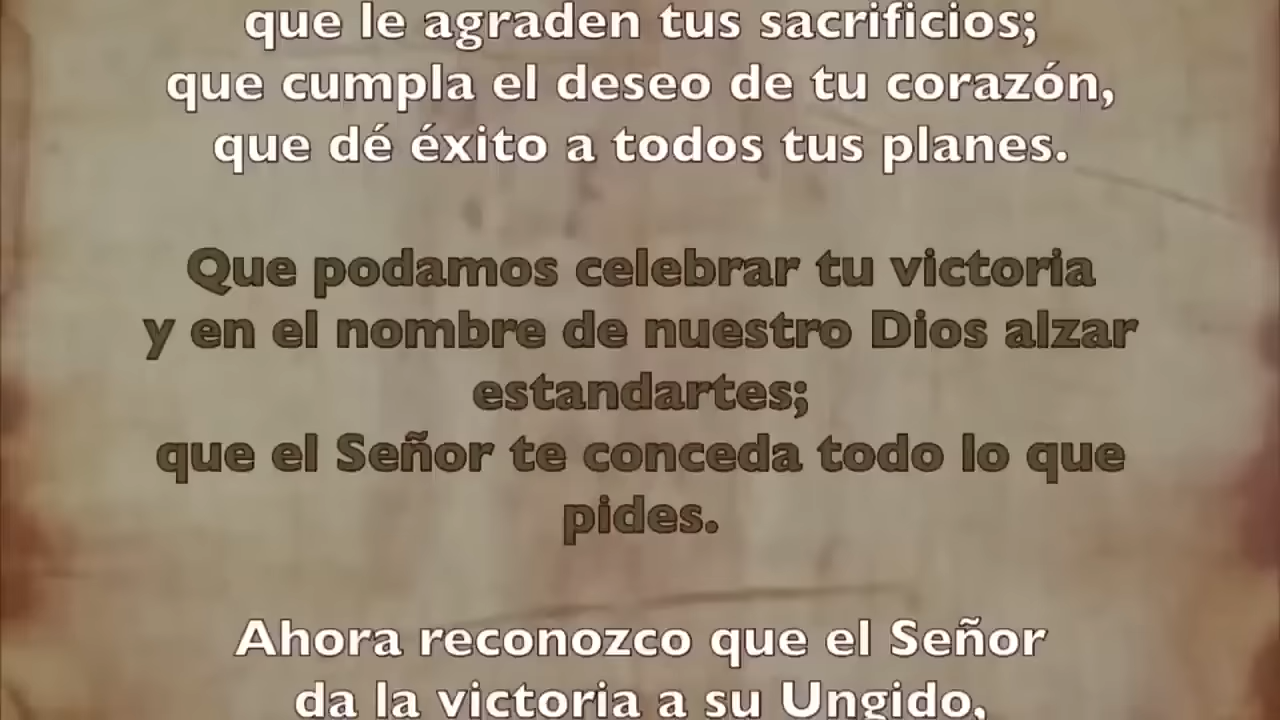 que le agraden tus sacrificios;
que cumpla el deseo de tu corazón,
que dé éxito a todos tus planes.
Que podamos celebrar tu victoria
y en el nombre de nuestro Dios alzar
estandartes;
que el Señor te conceda todo lo que
pides.
Ahora reconozco que el Señor
da la victoria a su Ungido,